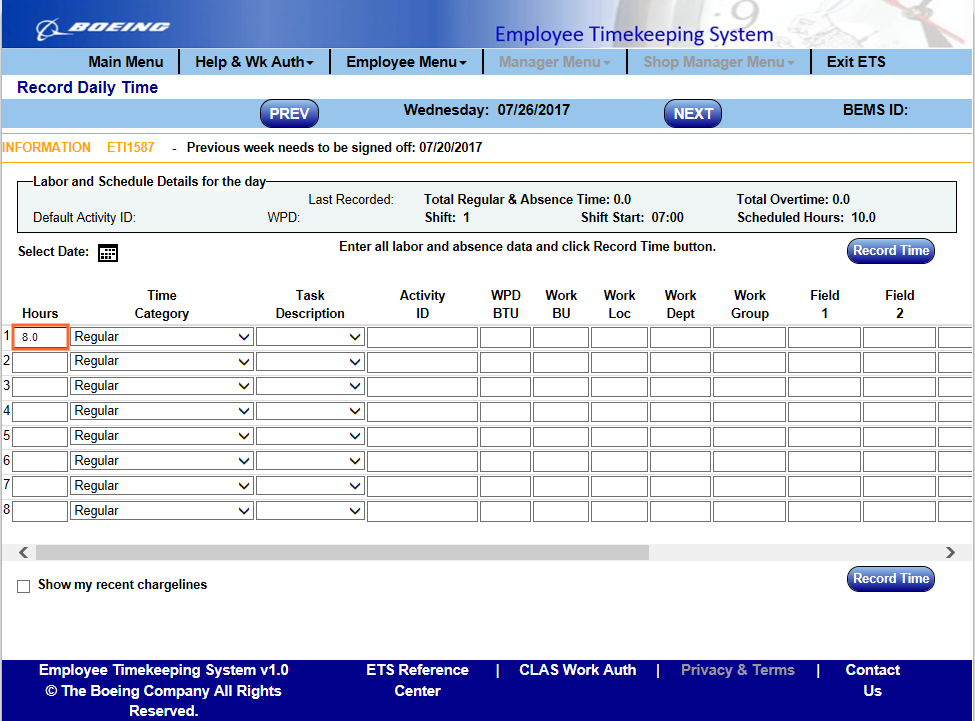 BOEING
9
Employee Timekeeping System
Main Menu Help & Wk Auth Employee Menu Manager Menu Shop Manager Menu Exit ETS
Record Daily Time
PREV Wednesday: 07/26/2017 NEXT BEMS ID:
INFORMATION ETI1587 - Previous week needs to be signed off: 07/20/2017
Labor and Schedule Details for the day
Last Recorded: Total Regular & Absence Time: 0.0 Total Overtime: 0.0
Default Activity ID: WPD: Shift: 1 Shift Start: 07:00 Scheduled Hours: 10.0
Select Date: Enter all labor and absence data and click Record Time button. Record Time
Time Task Activity WPD Work Work Work Work Field Field
Hours Category Description ID BTU BU Loc Dept Group 1 2
1 8.0 Regular
2 Regular
3 Regular
4 Regular
5 Regular
6 Regular
7 Regular
8 Regular
Show my recent chargelines Record Time
Employee Timekeeping System v1.0 ETS Reference | CLAS Work Auth | Privacy & Terms | Contact
© The Boeing Company All Rights Center Us
Reserved.